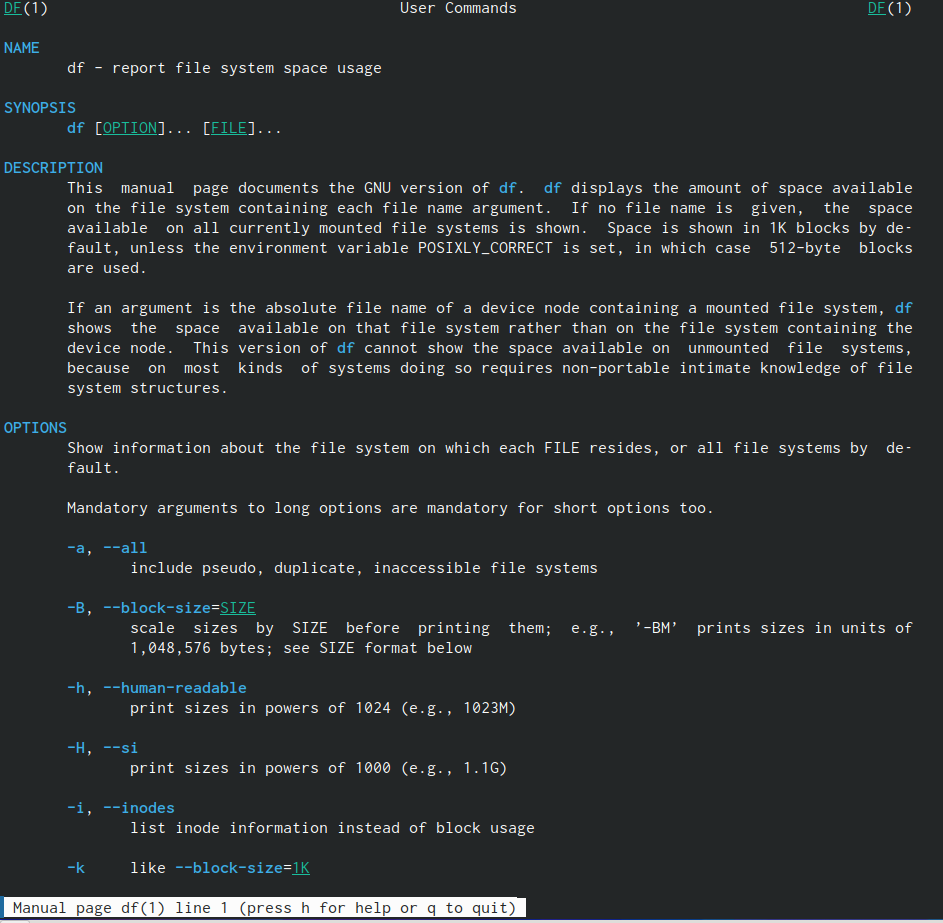 DF(1) User Commands DF(1)
NAME
df - report file system space usage
SYNOPSIS
df [OPTION]... [FILE]...
DESCRIPTION
This manual page documents the GNU version of df. df displays the amount of space available
on the file system containing each file name argument. If no file name is given, the space
available on all currently mounted file systems is shown. Space is shown in 1K blocks by de-
fault, unless the environment variable POSIXLY_CORRECT is set, in which case 512-byte blocks
are used.
If an argument is the absolute file name of a device node containing a mounted file system, df
shows the space available on that file system rather than on the file system containing the
device node. This version of df cannot show the space available on unmounted file systems,
because on most kinds of systems doing so requires non-portable intimate knowledge of file
system structures.
OPTIONS
Show information about the file system on which each FILE resides, or all file systems by de-
fault.
Mandatory arguments to long options are mandatory for short options too.
-a, --all
include pseudo, duplicate, inaccessible file systems
-B, --block-size=SIZE
scale sizes by SIZE before printing them; e.g., ’-BM’ prints sizes in units of
1,048,576 bytes; see SIZE format below
-h, --human-readable
print sizes in powers of 1024 (e.g., 1023M)
-H, --si
print sizes in powers of 1000 (e.g., 1.1G)
-i, --inodes
list inode information instead of block usage
-k like --block-size=1K
Manual page df(1) line 1 (press h for help or q to quit)